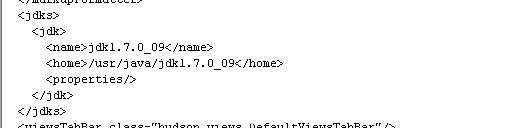 <jdks>
<jdk>
<name>jdk1.7.0_09</name>
<home>/usr/java/jdk1.7.0_09</home>
<properties/>
</jdk>
</jdks>
<viewsTabBar class="hudson.views.DefaultViewsTabBar"/>